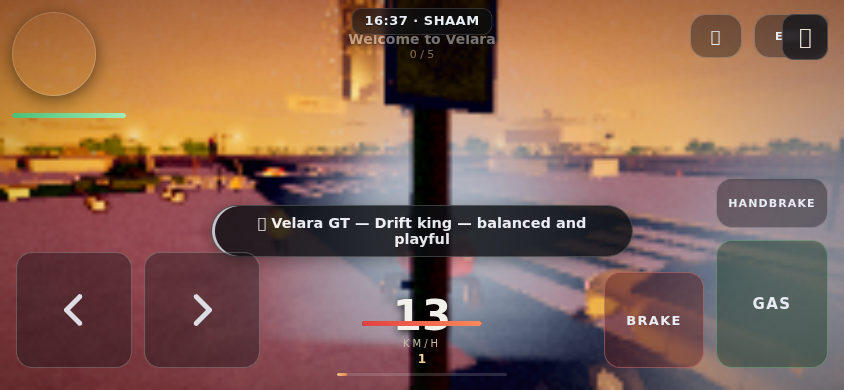 16:37 · SHAAM
Welcome to Velara
0 / 5
E
Velara GT — Drift king — balanced and
playful
HANDBRAKE
GAS
BRAKE
13
KM/H
1